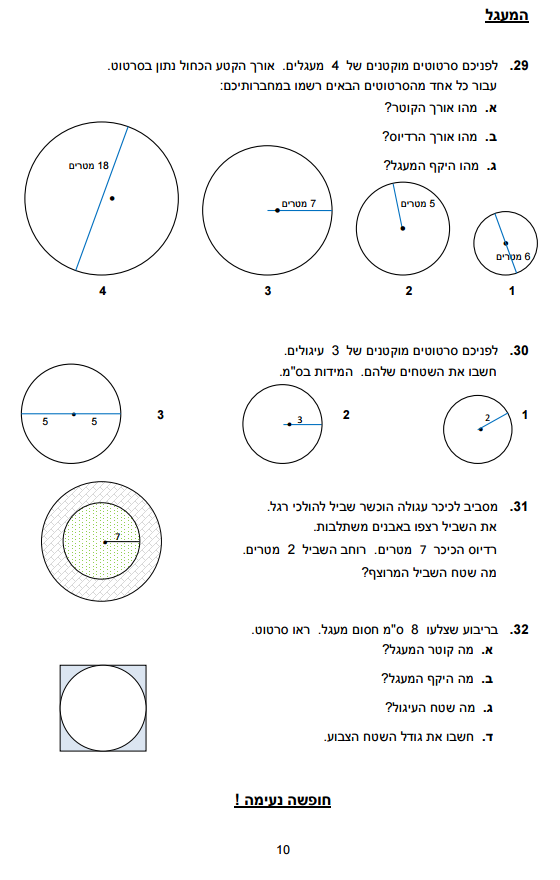 המעגל
29. לפניכם סרטוטים מוקטנים של 4 מעגלים. אורך הקטע הכחול נתון בסרטוט.
עבור כל אחד מהסרטוטים הבאים רשמו במחברותיכם:
א. מהו אורך הקוטר?
ב. מהו אורך הרדיוס?
ג. מהו היקף המעגל?
6 מטרים
5 מטרים
7 מטרים
18 מטרים
1
2
3
4
30. לפניכם סרטוטים מוקטנים של 3 עיגולים.
חשבו את השטחים שלהם. המידות בס"מ.
1
2
2
3
3
5 5
31. מסביב לכיכר עגולה הוכשר שביל להולכי רגל.
את השביל רצפו באבנים משתלבות.
רדיוס הכיכר 7 מטרים. רוחב השביל 2 מטרים.
מה שטח השביל המרוצף?
7
32. בריבוע שצלעו 8 ס"מ חסום מעגל. ראו סרטוט.
א. מה קוטר המעגל?
ב. מה היקף המעגל?
ג. מה שטח העיגול?
ד. חשבו את גודל השטח הצבוע.
חופשה נעימה !
10